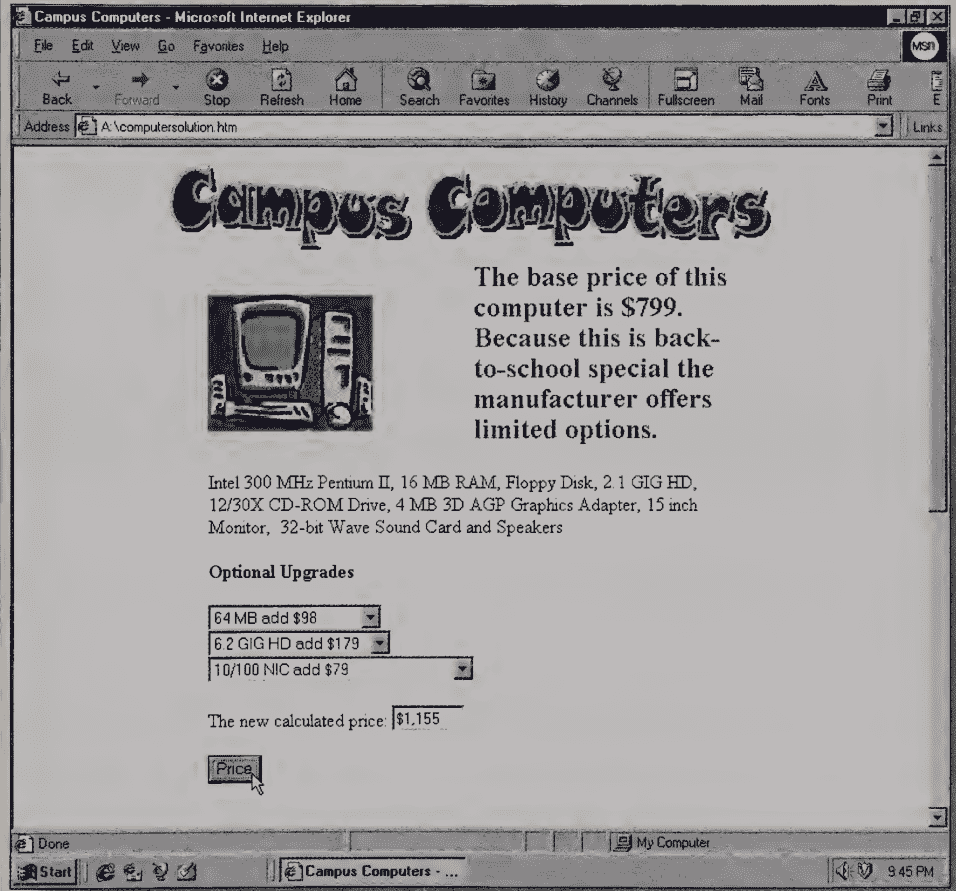 Campus Computers - Microsoft Internet Explorer
File Edit View Go Favorites Help
msn
Back Forward Stop Refresh Home Search Favorites History Channels Fullscreen Mail Fonts Print E
Address A:\computersolution.htm Links
Campus Computers
The base price of this
computer is $799.
Because this is back-
to-school special the
manufacturer offers
limited options.
Intel 300 MHz Pentium II, 16 MB RAM, Floppy Disk, 2.1 GIG HD,
12/30X CD-ROM Drive, 4 MB 3D AGP Graphics Adapter, 15 inch
Monitor, 32-bit Wave Sound Card and Speakers
Optional Upgrades
64 MB add $98
6.2 GIG HD add $179
10/100 NIC add $79
The new calculated price: $1,155
Price
Done My Computer
Start Campus Computers - ... 9:45 PM